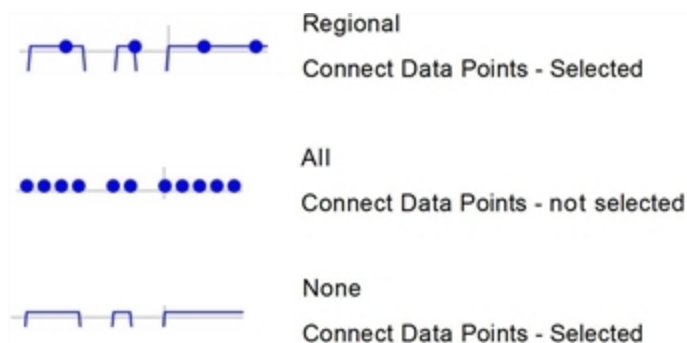 Regional
Connect Data Points - Selected
All
Connect Data Points - not selected
None
Connect Data Points - Selected